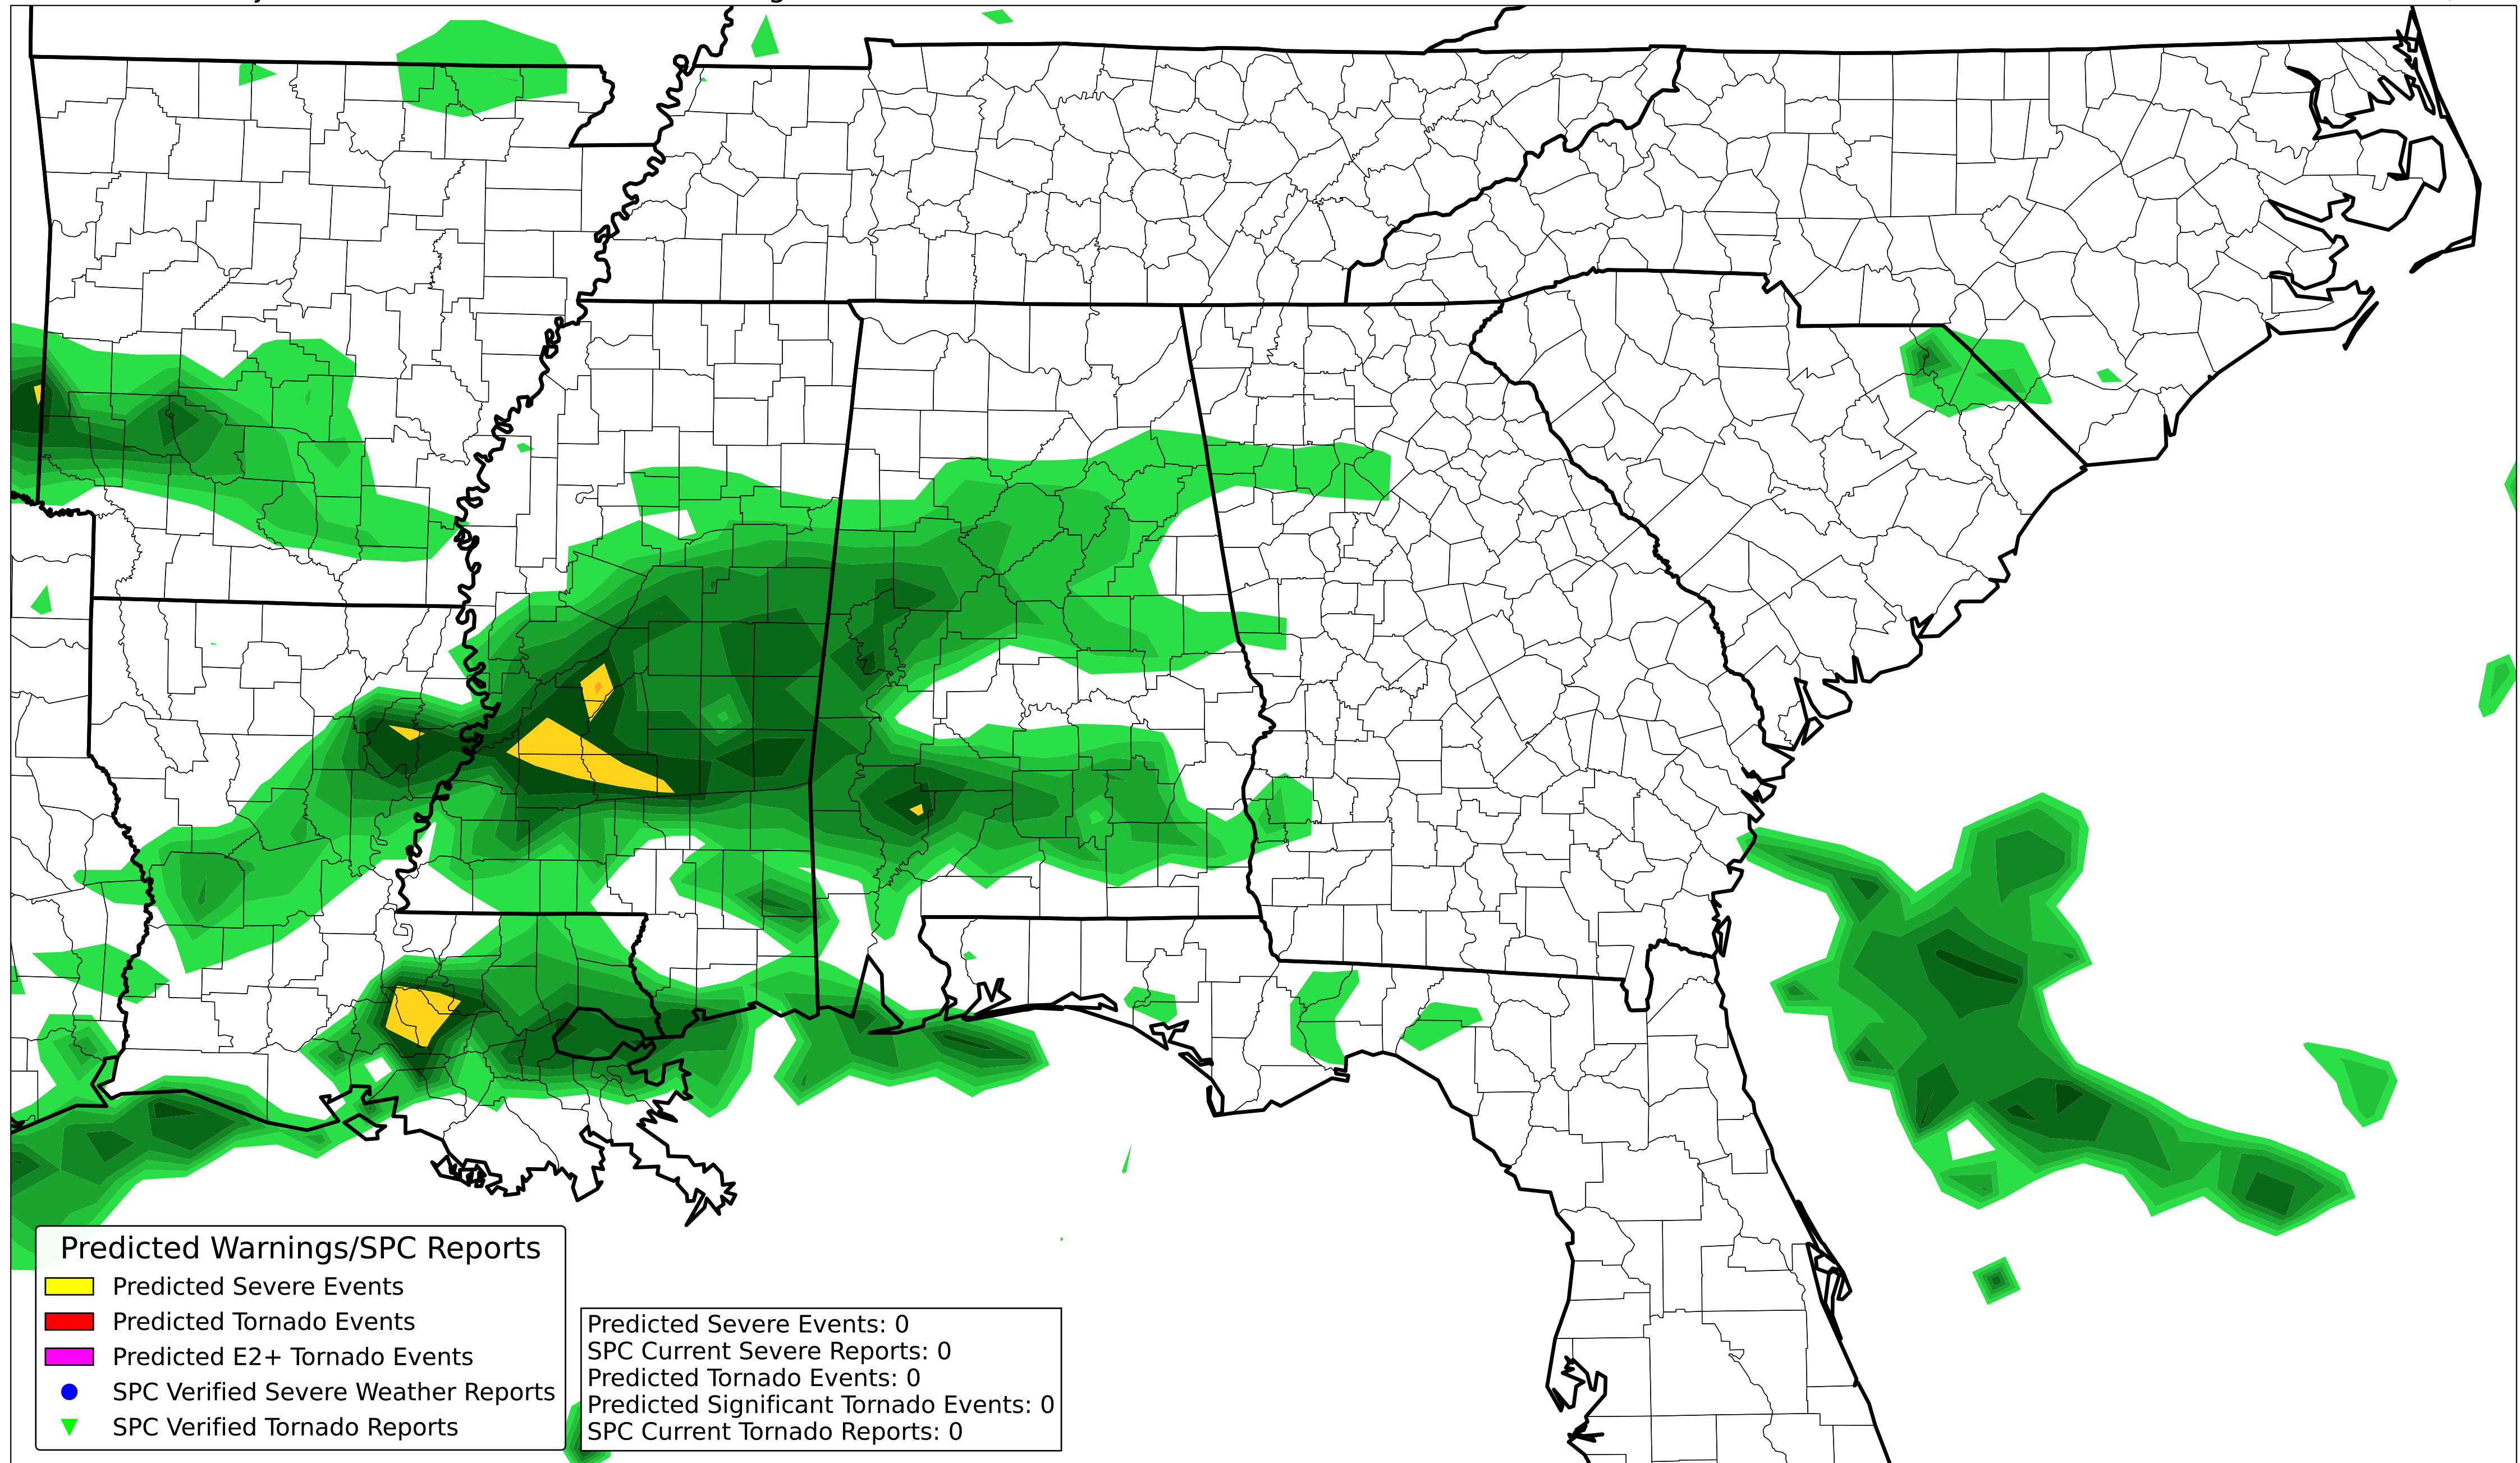 Predicted Warnings/SPC Reports
Predicted Severe Events
Predicted Tornado Events
Predicted E2+ Tornado Events
SPC Verified Severe Weather Reports
SPC Verified Tornado Reports
Predicted Severe Events: 0
SPC Current Severe Reports: 0
Predicted Tornado Events: 0
Predicted Significant Tornado Events: 0
SPC Current Tornado Reports: 0